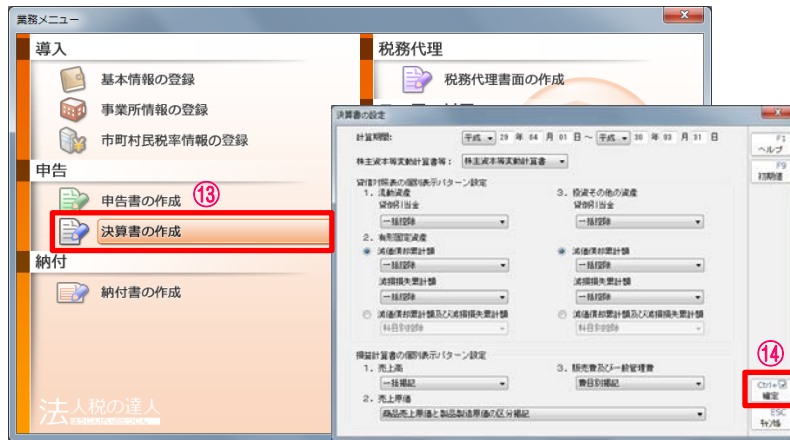 業務メニュー
導入
基本情報の登録
事業所情報の登録
市町村民税率情報の登録
申告
申告書の作成
⑬
決算書の作成
納付
納付書の作成
法人税の達人
税務代理
税務代理書面の作成
決算書の設定
計算期間:
平成 29 年 04 月 01 日 ～ 平成 30 年 03 月 31 日
株主資本等変動計算書等: 株主資本等変動計算書
貸借対照表の個別表示パターン設定
1. 流動資産
貸倒引当金
一括控除
2. 有形固定資産
減価償却累計額
一括控除
減損損失累計額
一括控除
減価償却累計額及び減損損失累計額
科目別控除
3. 投資その他の資産
貸倒引当金
一括控除
減価償却累計額
一括控除
減損損失累計額
一括控除
減価償却累計額及び減損損失累計額
科目別控除
損益計算書の個別表示パターン設定
1. 売上高
一括掲記
3. 販売費及び一般管理費
費目別掲記
2. 売上原価
商品売上原価と製品製造原価の区分掲記
F1
ヘルプ
F9
初期値
⑭
Ctrl+
確定
ESC
キャンセル